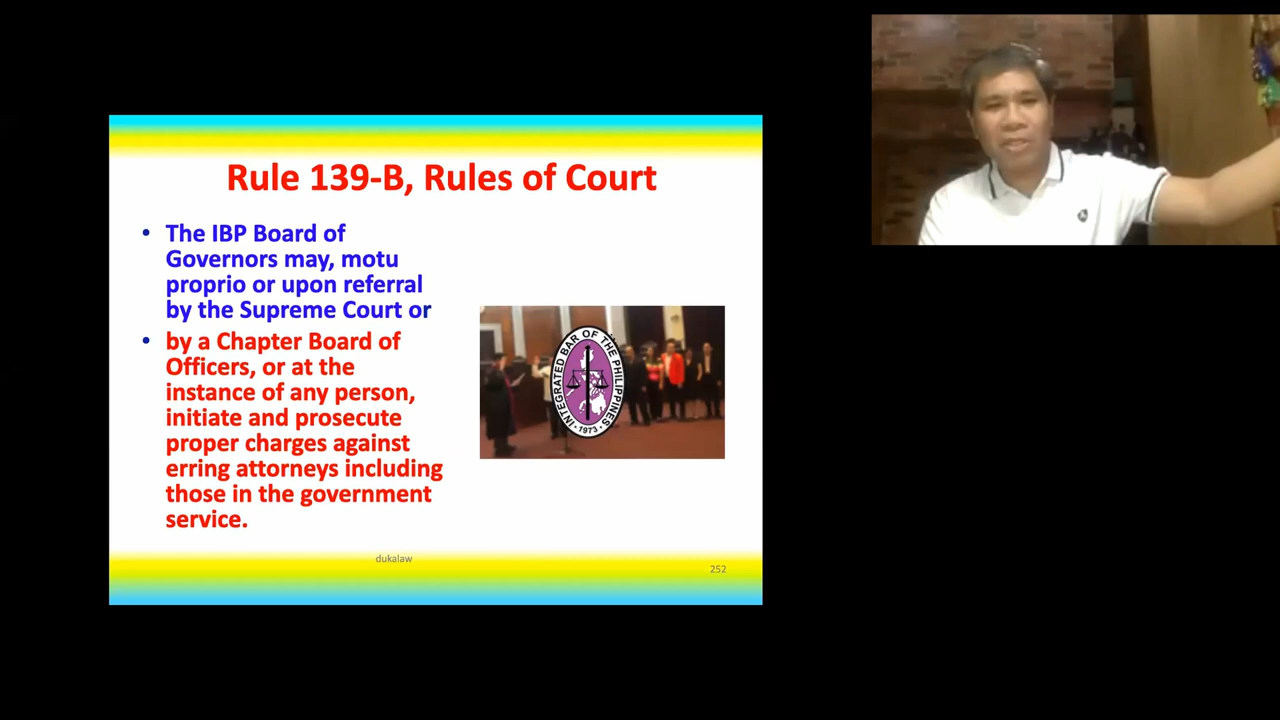 Rule 139-B, Rules of Court
• The IBP Board of
Governors may, motu
proprio or upon referral
by the Supreme Court or
• by a Chapter Board of
Officers, or at the
instance of any person,
initiate and prosecute
proper charges against
erring attorneys including
those in the government
service.
INTEGRATED BAR OF THE PHILIPPINES
• 1973 •
dukalaw
252